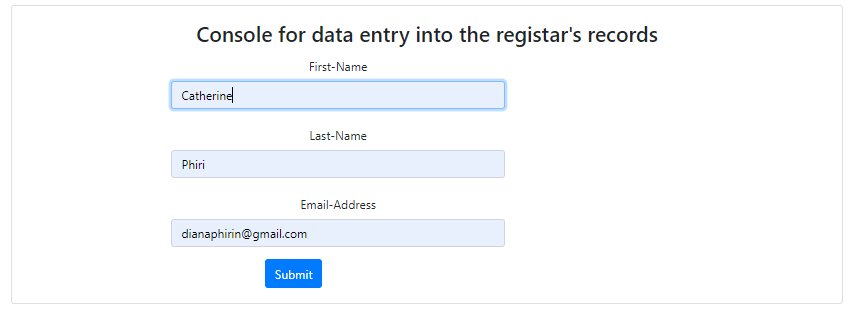 Console for data entry into the registar's records
First-Name
Catherine
Last-Name
Phiri
Email-Address
dianaphirin@gmail.com
Submit